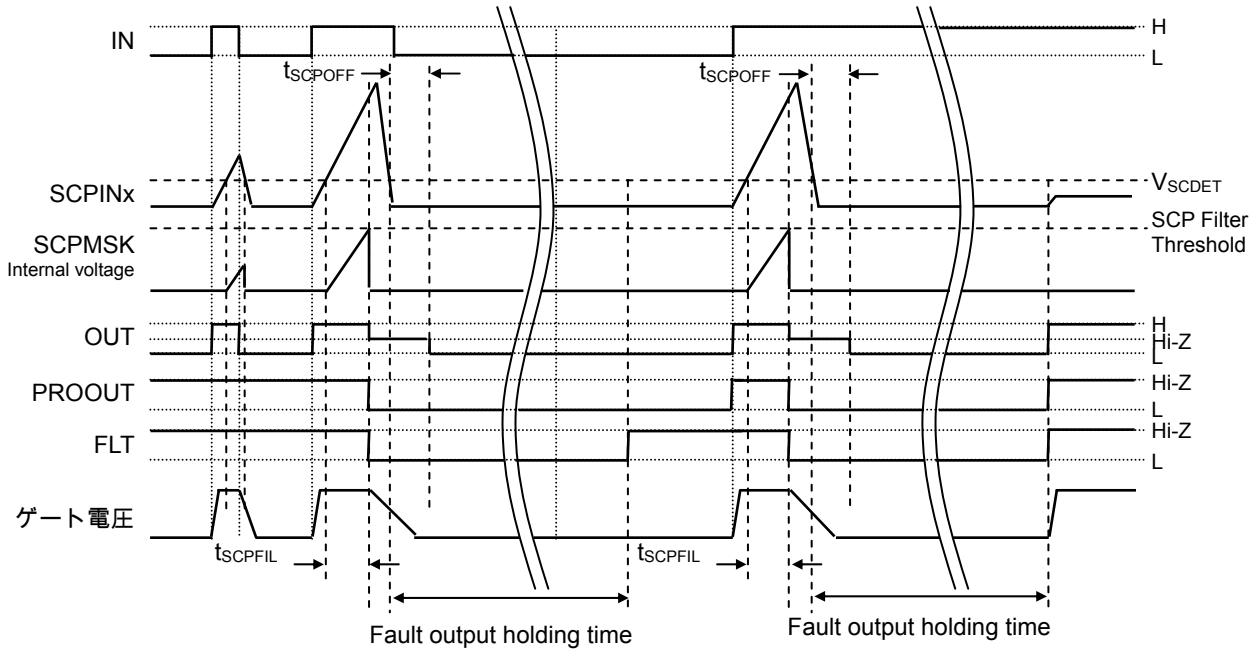 IN
H
L
tSCPOFF
tSCPOFF
SCPINx
VSCDET
SCPMSK
Internal voltage
SCP Filter
Threshold
OUT
H
Hi-Z
L
PROOUT
Hi-Z
L
FLT
Hi-Z
L
ゲート電圧
tSCPFIL
tSCPFIL
Fault output holding time
Fault output holding time